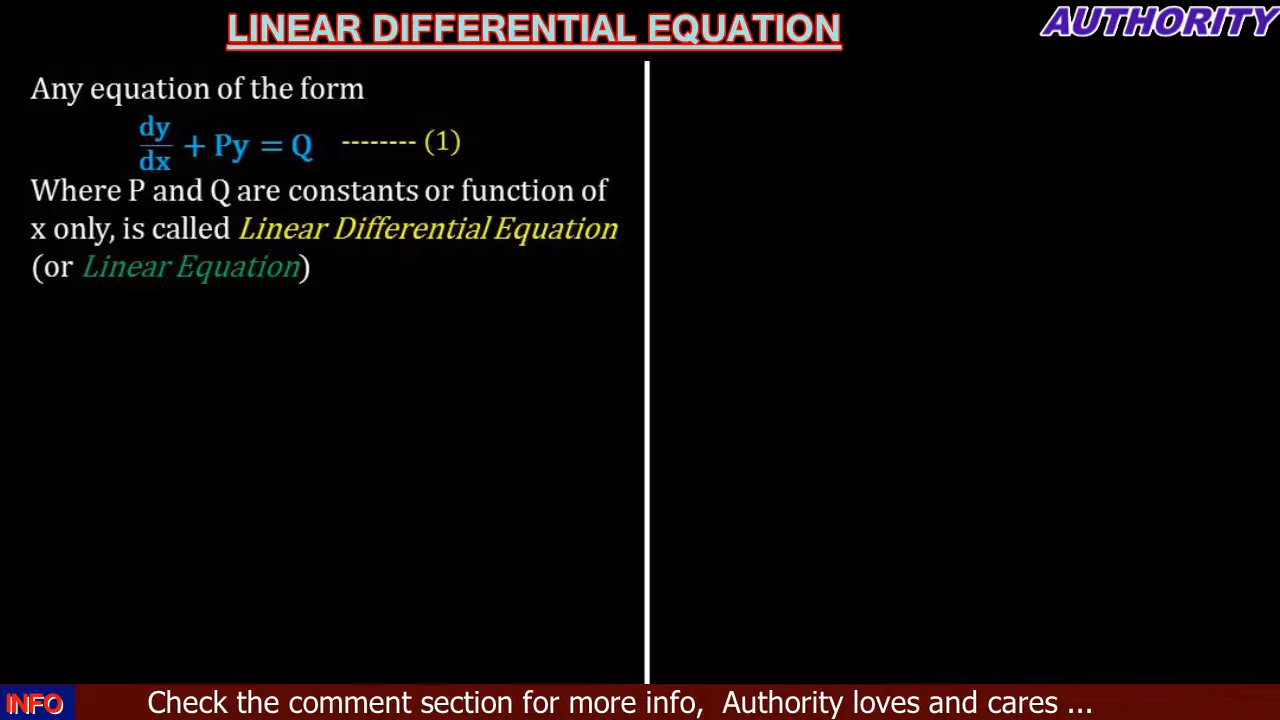 LINEAR DIFFERENTIAL EQUATION
AUTHORITY
Any equation of the form
dy/dx + Py = Q -------- (1)
Where P and Q are constants or function of
x only, is called Linear Differential Equation
(or Linear Equation)
INFO
Check the comment section for more info, Authority loves and cares ...